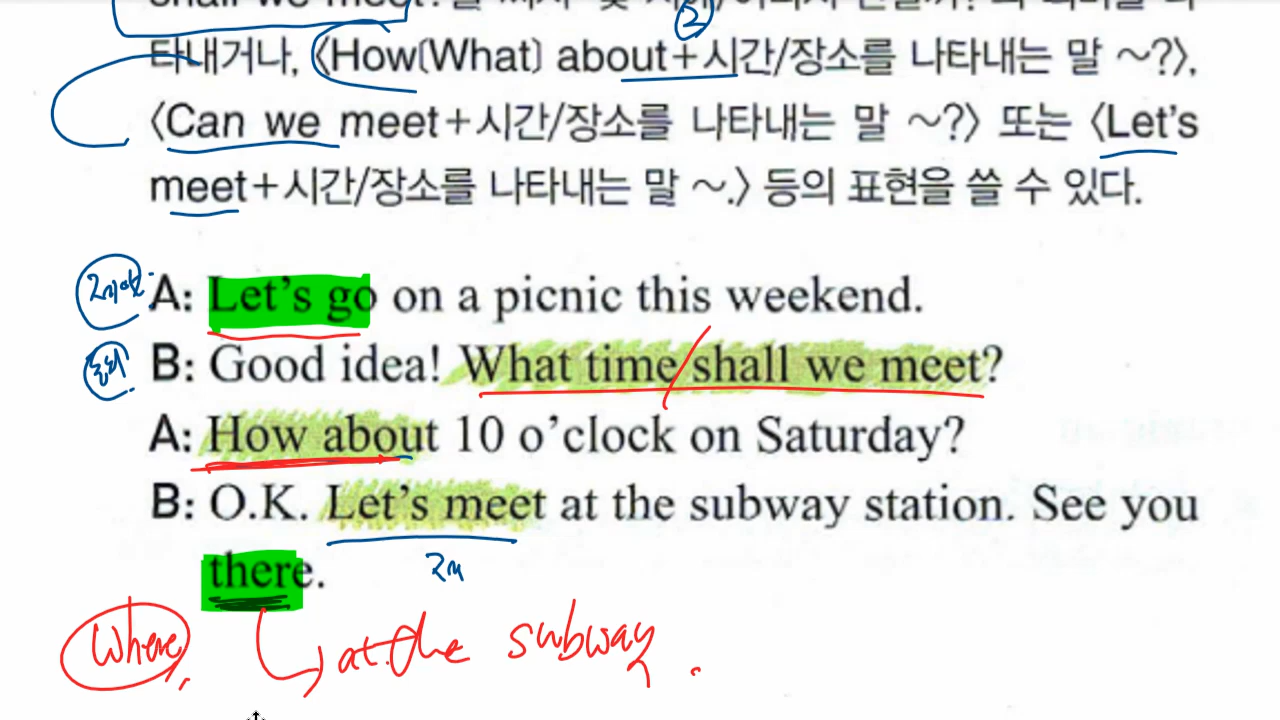 shall we meet
②
타내거나, 〈How[What] about+시간/장소를 나타내는 말 ~?〉,
〈Can we meet+시간/장소를 나타내는 말 ~?〉 또는 〈Let's
meet+시간/장소를 나타내는 말 ~.〉 등의 표현을 쓸 수 있다.
A: Let's go on a picnic this weekend.
B: Good idea! What time shall we meet?
A: How about 10 o'clock on Saturday?
B: O.K. Let's meet at the subway station. See you
there.
where at the subway